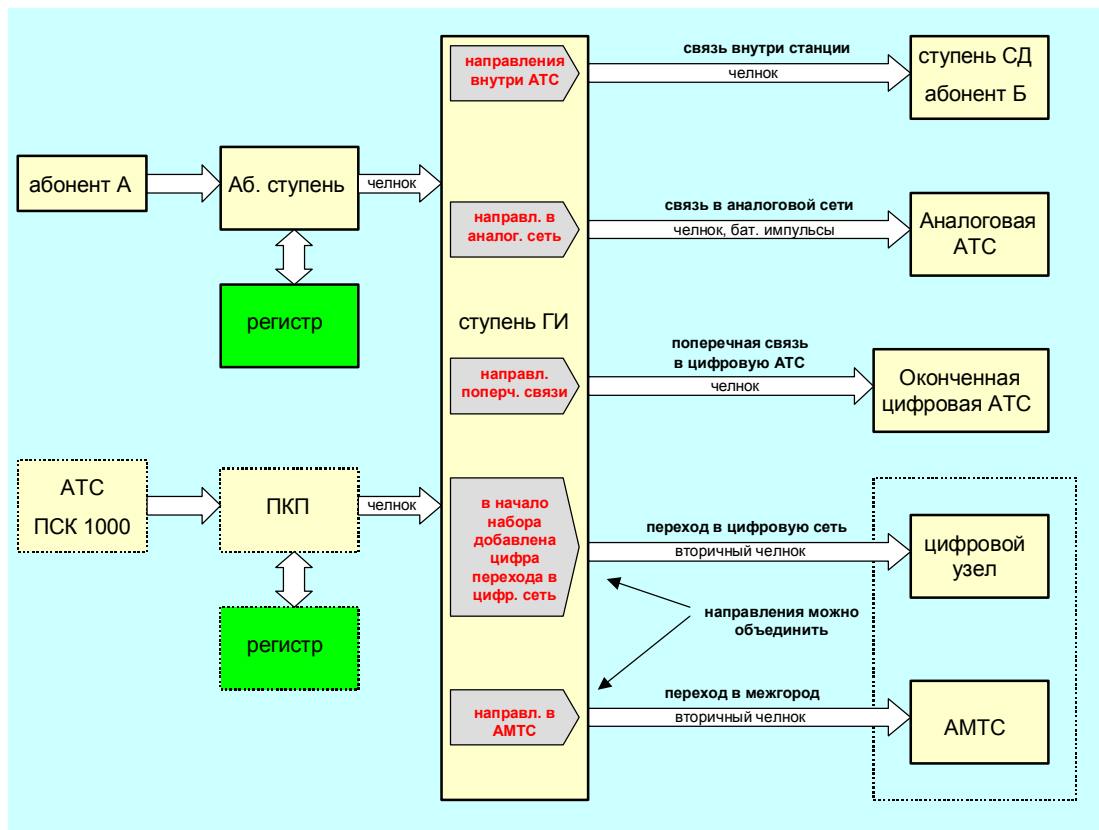 направления
внутри АТС
связь внутри станции
челнок
ступень СД
абонент Б
абонент А
Аб. ступень
челнок
регистр
направл. в
аналог. сеть
связь в аналоговой сети
челнок, бат. импульсы
Аналоговая
АТС
ступень ГИ
направл.
поперч. связи
поперечная связь
в цифровую АТС
челнок
Оконченная
цифровая АТС
АТС
ПСК 1000
ПКП
челнок
регистр
в начало
набора
добавлена
цифра
перехода в
цифр. сеть
переход в цифровую сеть
вторичный челнок
цифровой
узел
направления можно
объединить
направл. в
АМТС
переход в межгород
вторичный челнок
АМТС